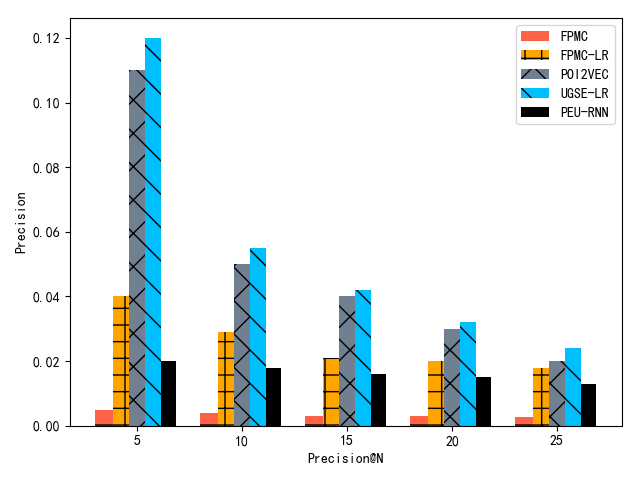 0.12
0.10
0.08
0.06
0.04
0.02
0.00
Precision
5
10
15
20
25
Precision@N
FPMC
FPMC-LR
POI2VEC
UGSE-LR
PEU-RNN